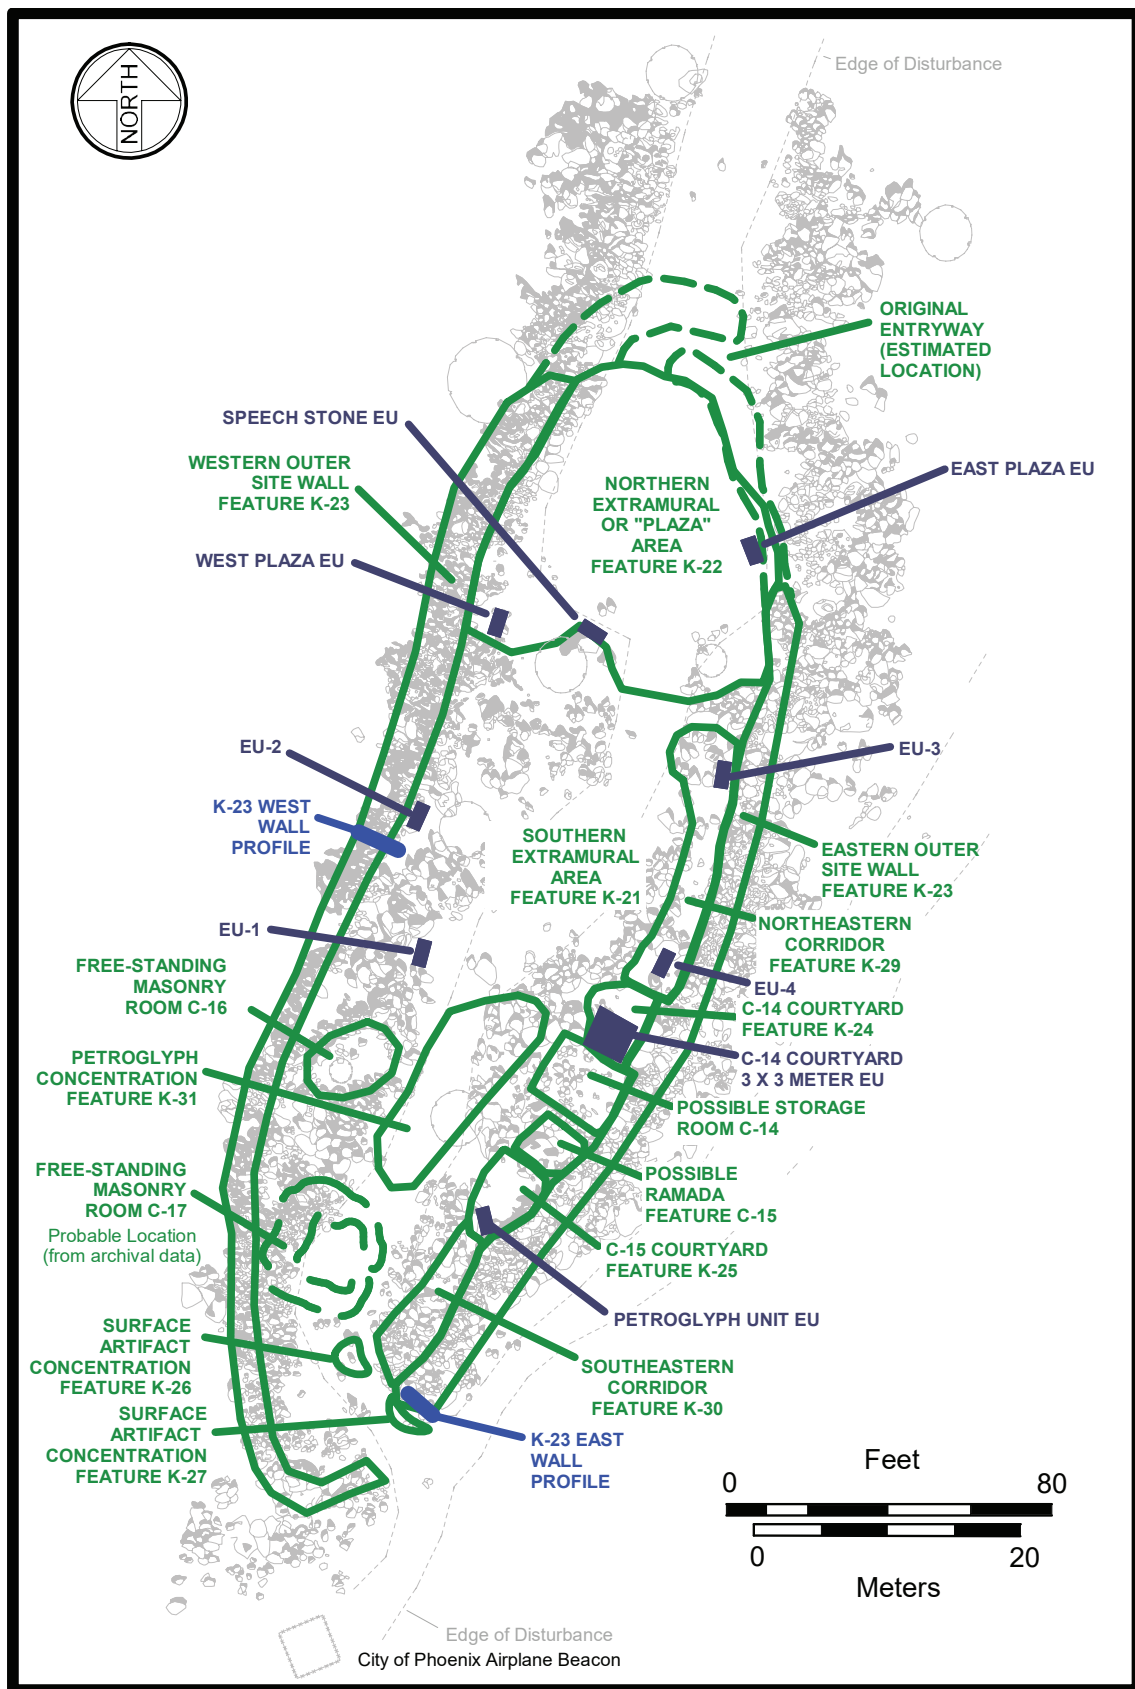 NORTH
Edge of Disturbance
ORIGINAL
ENTRYWAY
(ESTIMATED
LOCATION)
SPEECH STONE EU
WESTERN OUTER
SITE WALL
FEATURE K-23
EAST PLAZA EU
NORTHERN
EXTRAMURAL
OR "PLAZA"
AREA
FEATURE K-22
WEST PLAZA EU
EU-2
EU-3
K-23 WEST
WALL
PROFILE
SOUTHERN
EXTRAMURAL
AREA
FEATURE K-21
EASTERN OUTER
SITE WALL
FEATURE K-23
EU-1
NORTHEASTERN
CORRIDOR
FEATURE K-29
FREE-STANDING
MASONRY
ROOM C-16
EU-4
C-14 COURTYARD
FEATURE K-24
PETROGLYPH
CONCENTRATION
FEATURE K-31
C-14 COURTYARD
3 X 3 METER EU
POSSIBLE STORAGE
ROOM C-14
FREE-STANDING
MASONRY
ROOM C-17
Probable Location
(from archival data)
POSSIBLE
RAMADA
FEATURE C-15
C-15 COURTYARD
FEATURE K-25
PETROGLYPH UNIT EU
SURFACE
ARTIFACT
CONCENTRATION
FEATURE K-26
SOUTHEASTERN
CORRIDOR
FEATURE K-30
SURFACE
ARTIFACT
CONCENTRATION
FEATURE K-27
K-23 EAST
WALL
PROFILE
Feet
0 80
0 20
Meters
Edge of Disturbance
City of Phoenix Airplane Beacon